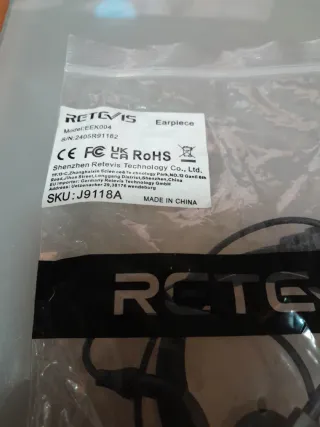 RETEVIS Earpiece
Model:EEK004
S/N:2405R91182
CE FC UK CA RoHS
Shenzhen Retevis Technology Co., Ltd.
SKU:J9118A MADE IN CHINA
RETEVIS